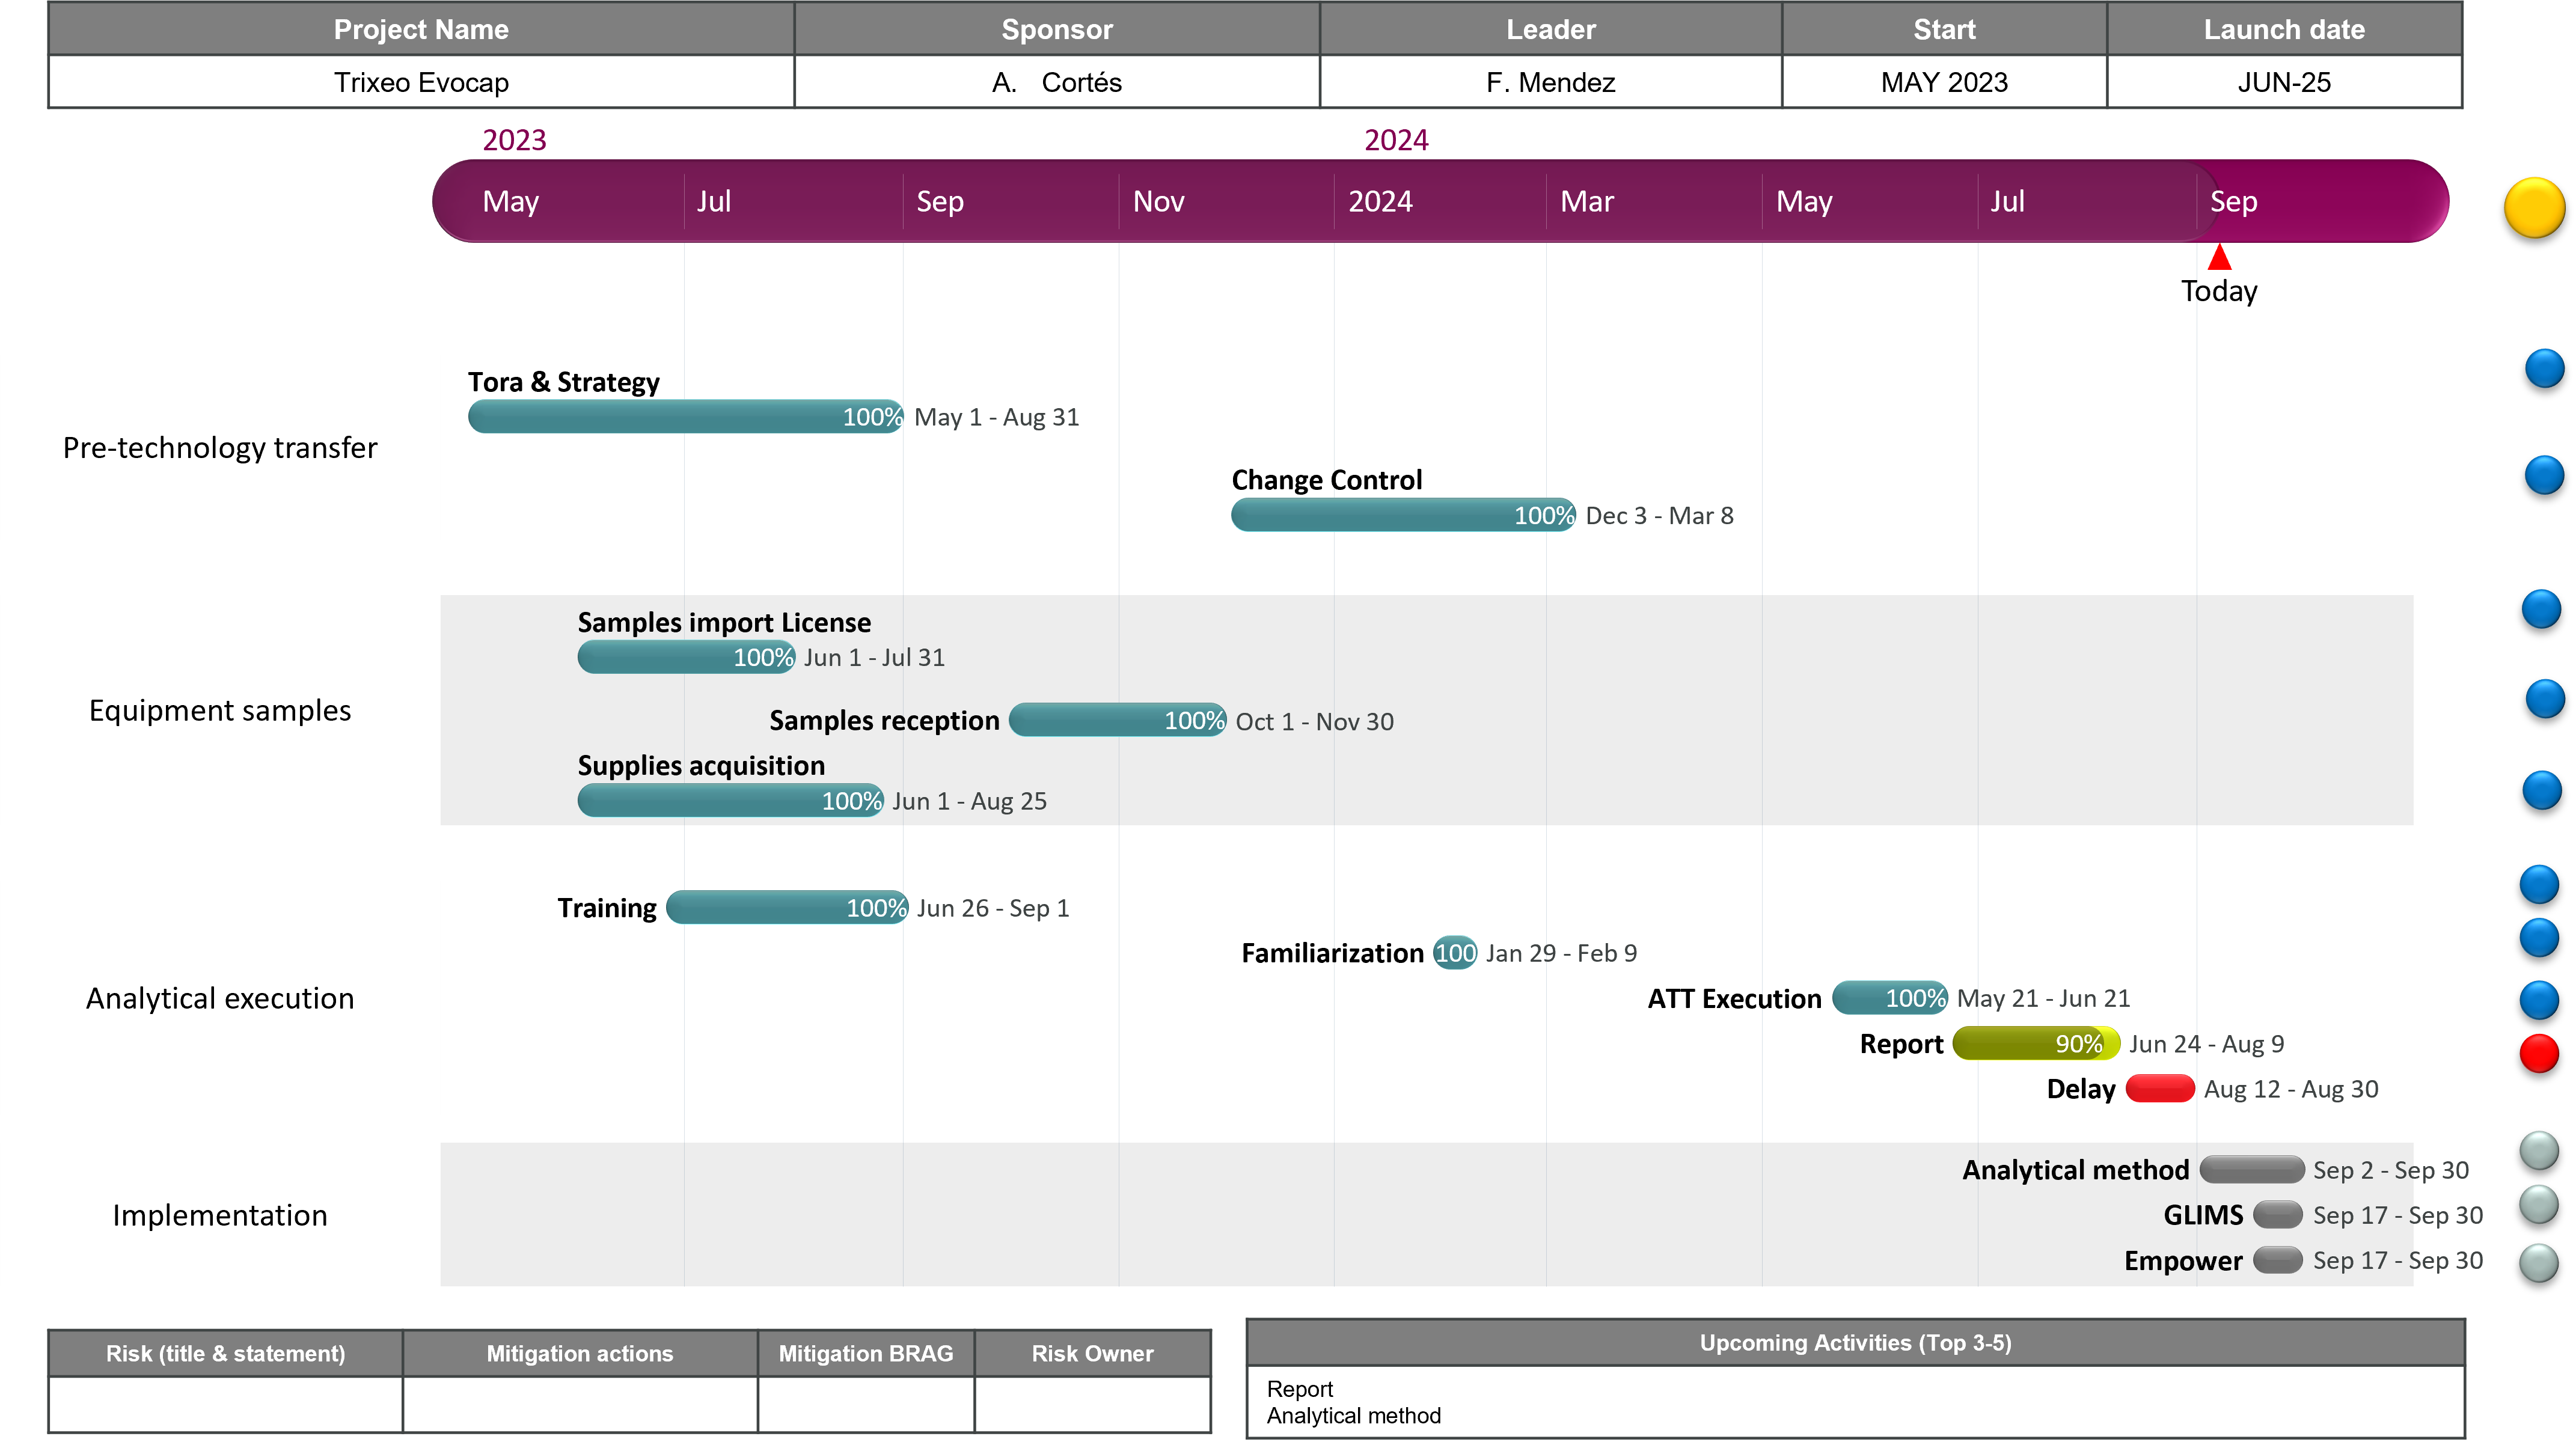 Project Name Sponsor Leader Start Launch date
Trixeo Evocap A. Cortés F. Mendez MAY 2023 JUN-25
2023 2024
May Jul Sep Nov 2024 Mar May Jul Sep
Today
Pre-technology transfer
Tora & Strategy
100% May 1 - Aug 31
Change Control
100% Dec 3 - Mar 8
Equipment samples
Samples import License
100% Jun 1 - Jul 31
Samples reception 100% Oct 1 - Nov 30
Supplies acquisition
100% Jun 1 - Aug 25
Analytical execution
Training 100% Jun 26 - Sep 1
Familiarization 100 Jan 29 - Feb 9
ATT Execution 100% May 21 - Jun 21
Report 90% Jun 24 - Aug 9
Delay Aug 12 - Aug 30
Implementation
Analytical method Sep 2 - Sep 30
GLIMS Sep 17 - Sep 30
Empower Sep 17 - Sep 30
Risk (title & statement) Mitigation actions Mitigation BRAG Risk Owner
Upcoming Activities (Top 3-5)
Report
Analytical method